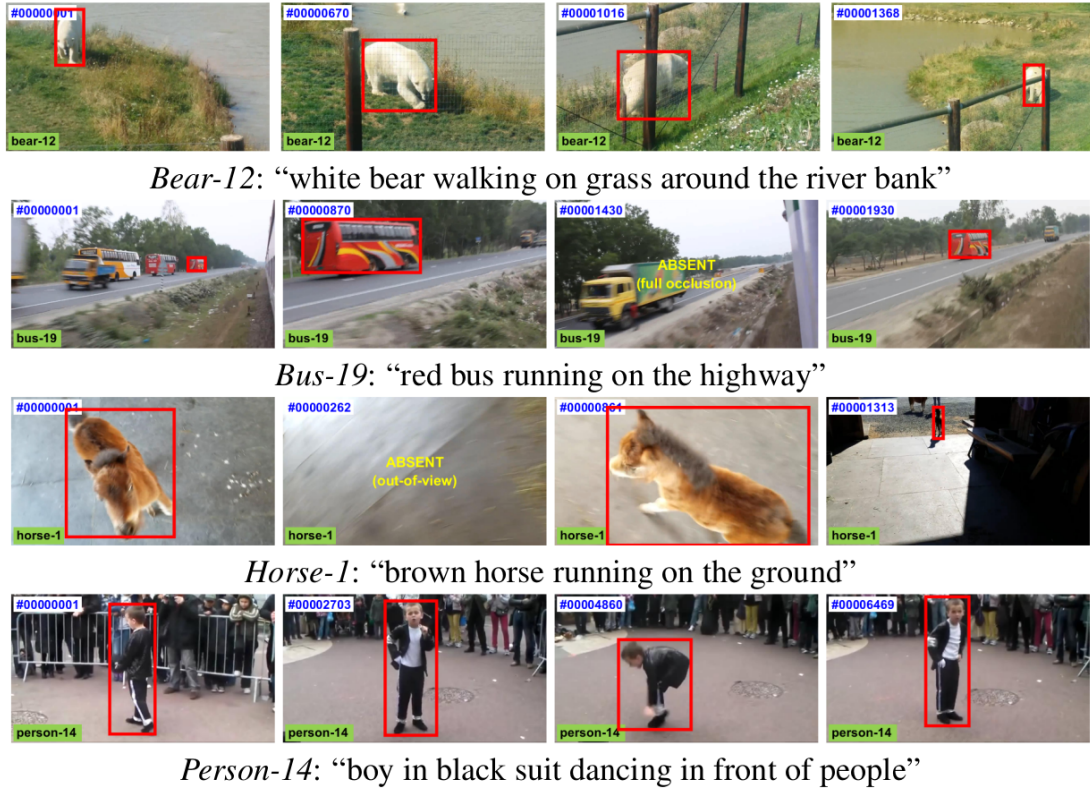 #00000001 #00000670 #00001016 #00001368
bear-12 bear-12 bear-12 bear-12
Bear-12: “white bear walking on grass around the river bank”
#00000001 #00000870 #00001430 #00001930
ABSENT
(full occlusion)
bus-19 bus-19 bus-19 bus-19
Bus-19: “red bus running on the highway”
#00000001 #00000262 #00000861 #00001313
ABSENT
(out-of-view)
horse-1 horse-1 horse-1 horse-1
Horse-1: “brown horse running on the ground”
#00000001 #00002703 #00004860 #00006469
person-14 person-14 person-14 person-14
Person-14: “boy in black suit dancing in front of people”